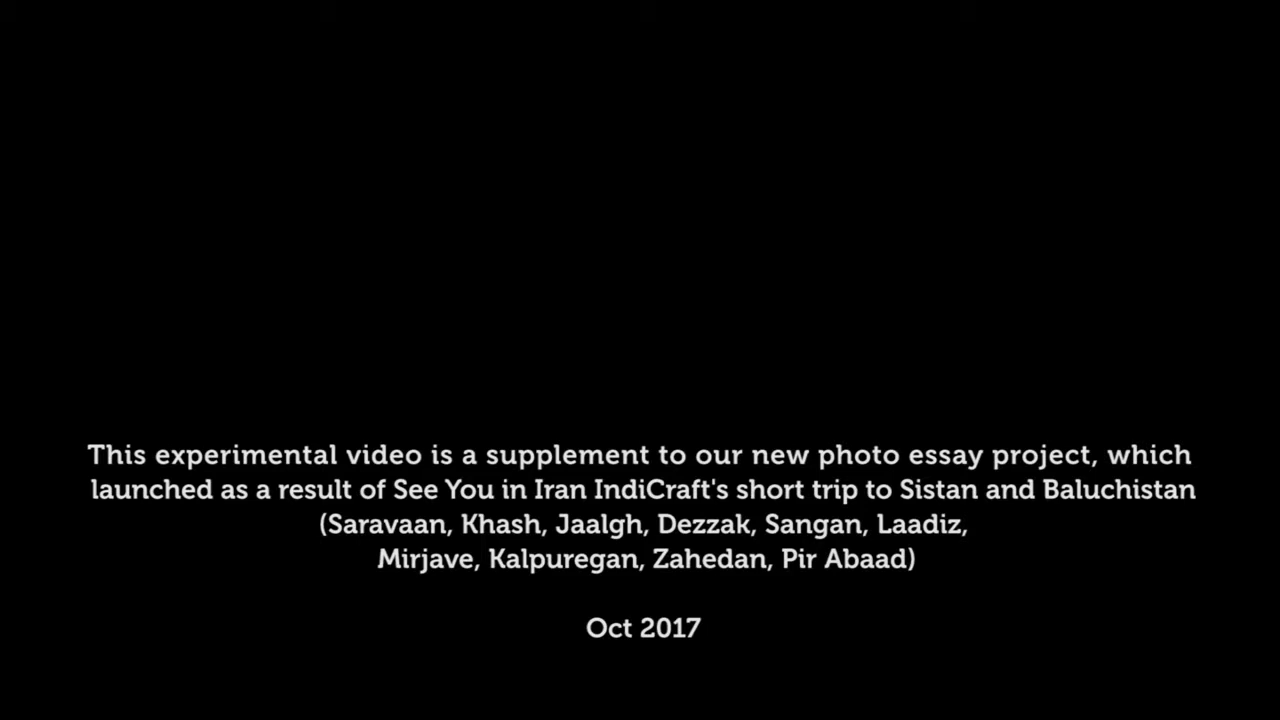 This experimental video is a supplement to our new photo essay project, which
launched as a result of See You in Iran IndiCraft's short trip to Sistan and Baluchistan
(Saravaan, Khash, Jaalgh, Dezzak, Sangan, Laadiz,
Mirjave, Kalpuregan, Zahedan, Pir Abaad)
Oct 2017